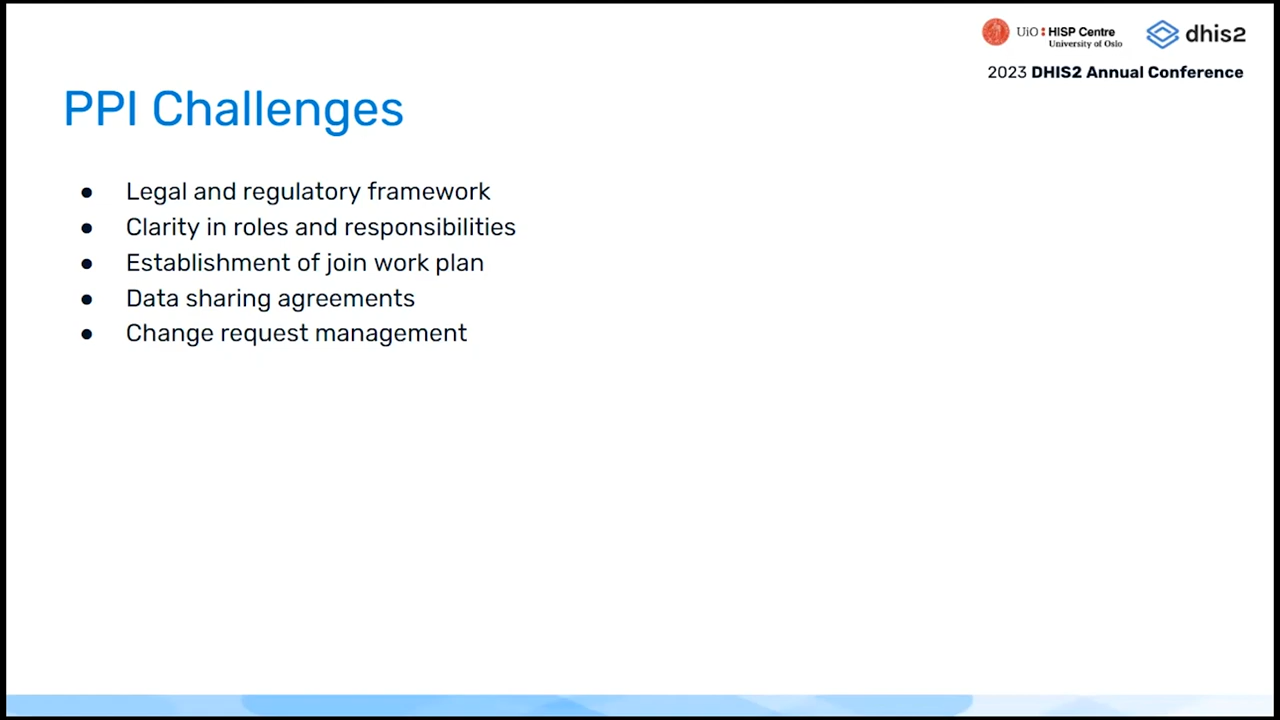 UiO : HISP Centre
University of Oslo
dhis2
2023 DHIS2 Annual Conference
PPI Challenges
● Legal and regulatory framework
● Clarity in roles and responsibilities
● Establishment of join work plan
● Data sharing agreements
● Change request management